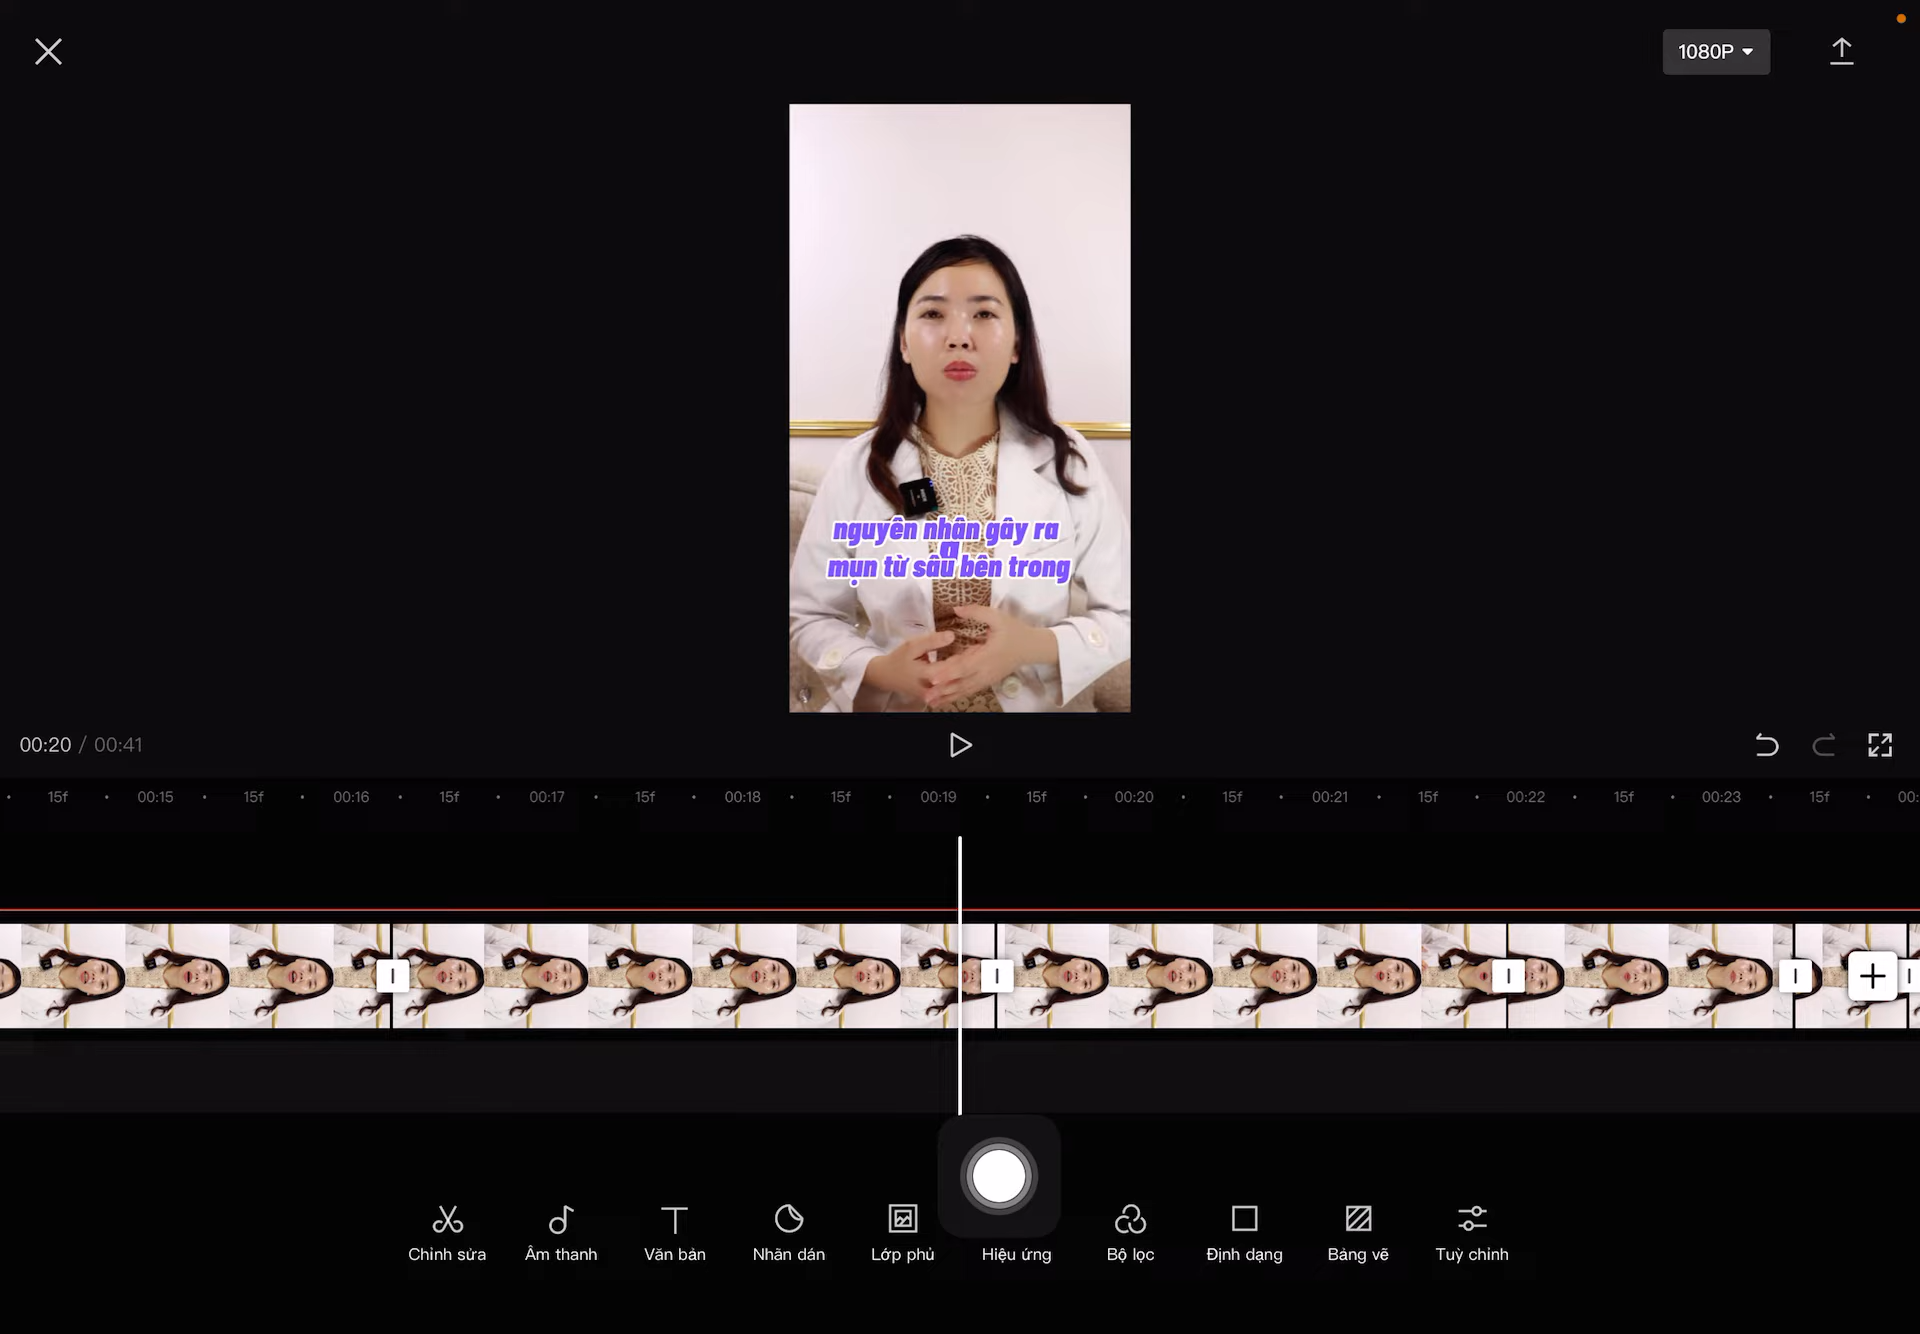 1080P
nguyên nhân gây ra
a
mụn từ sâu bên trong
00:20 / 00:41
15f 00:15 15f 00:16 15f 00:17 15f 00:18 15f 00:19 15f 00:20 15f 00:21 15f 00:22 15f 00:23 15f 00:
Chỉnh sửa Âm thanh Văn bản Nhãn dán Lớp phủ Hiệu ứng Bộ lọc Định dạng Bảng vẽ Tuỳ chỉnh